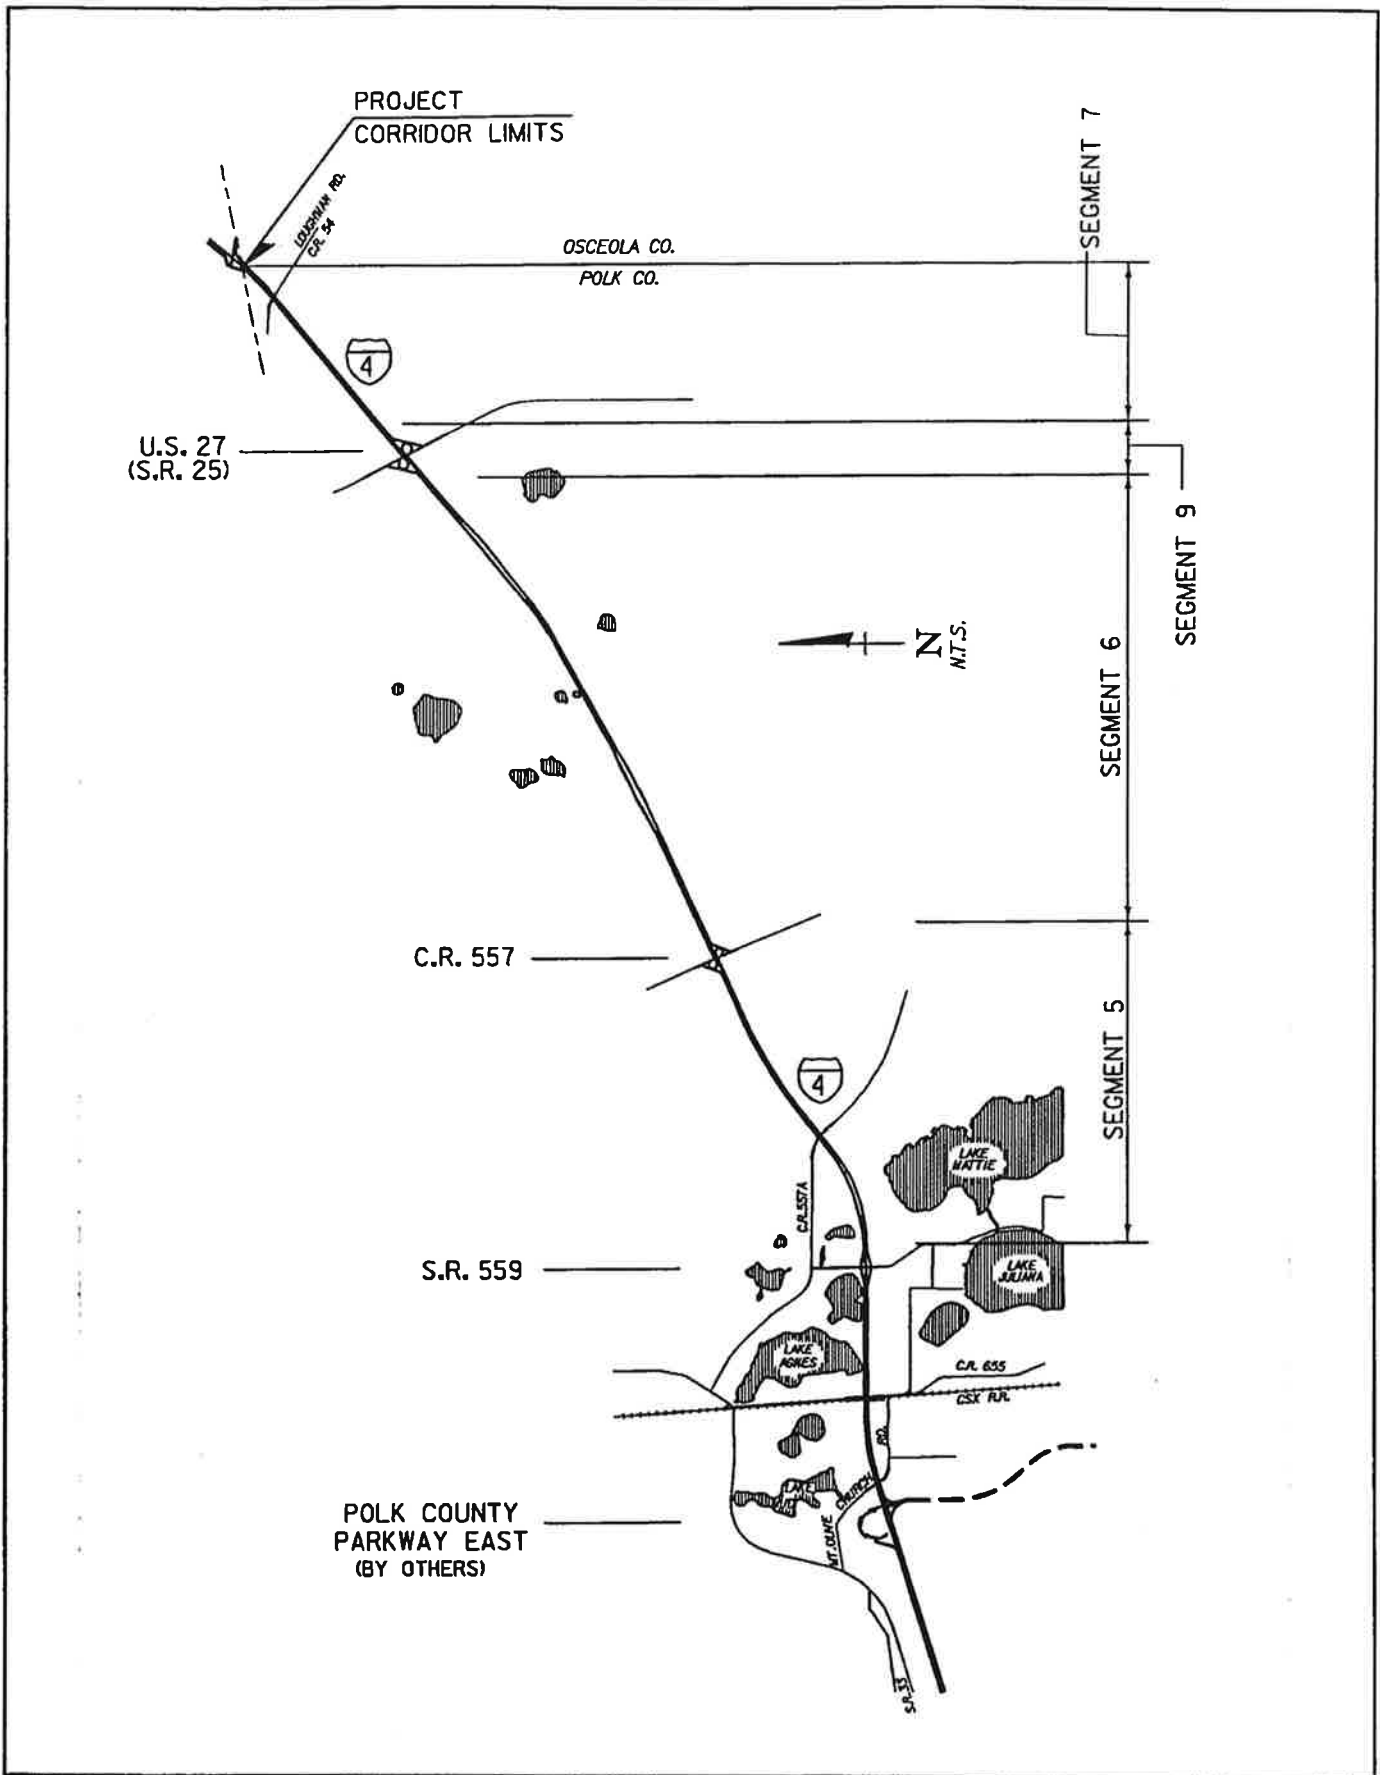 PROJECT
CORRIDOR LIMITS
LOUGHMAN RD.
C.R. 54
OSCEOLA CO.
POLK CO.
SEGMENT 7
4
U.S. 27
(S.R. 25)
SEGMENT 9
N
N.T.S.
SEGMENT 6
C.R. 557
SEGMENT 5
4
LAKE
MATTIE
C.R. 557A
S.R. 559
LAKE
JULIANA
LAKE
AGNES
C.R. 655
CSX R.R.
MT. OLIVE CHURCH RD.
LAKE
POLK COUNTY
PARKWAY EAST
(BY OTHERS)
S.R. 33